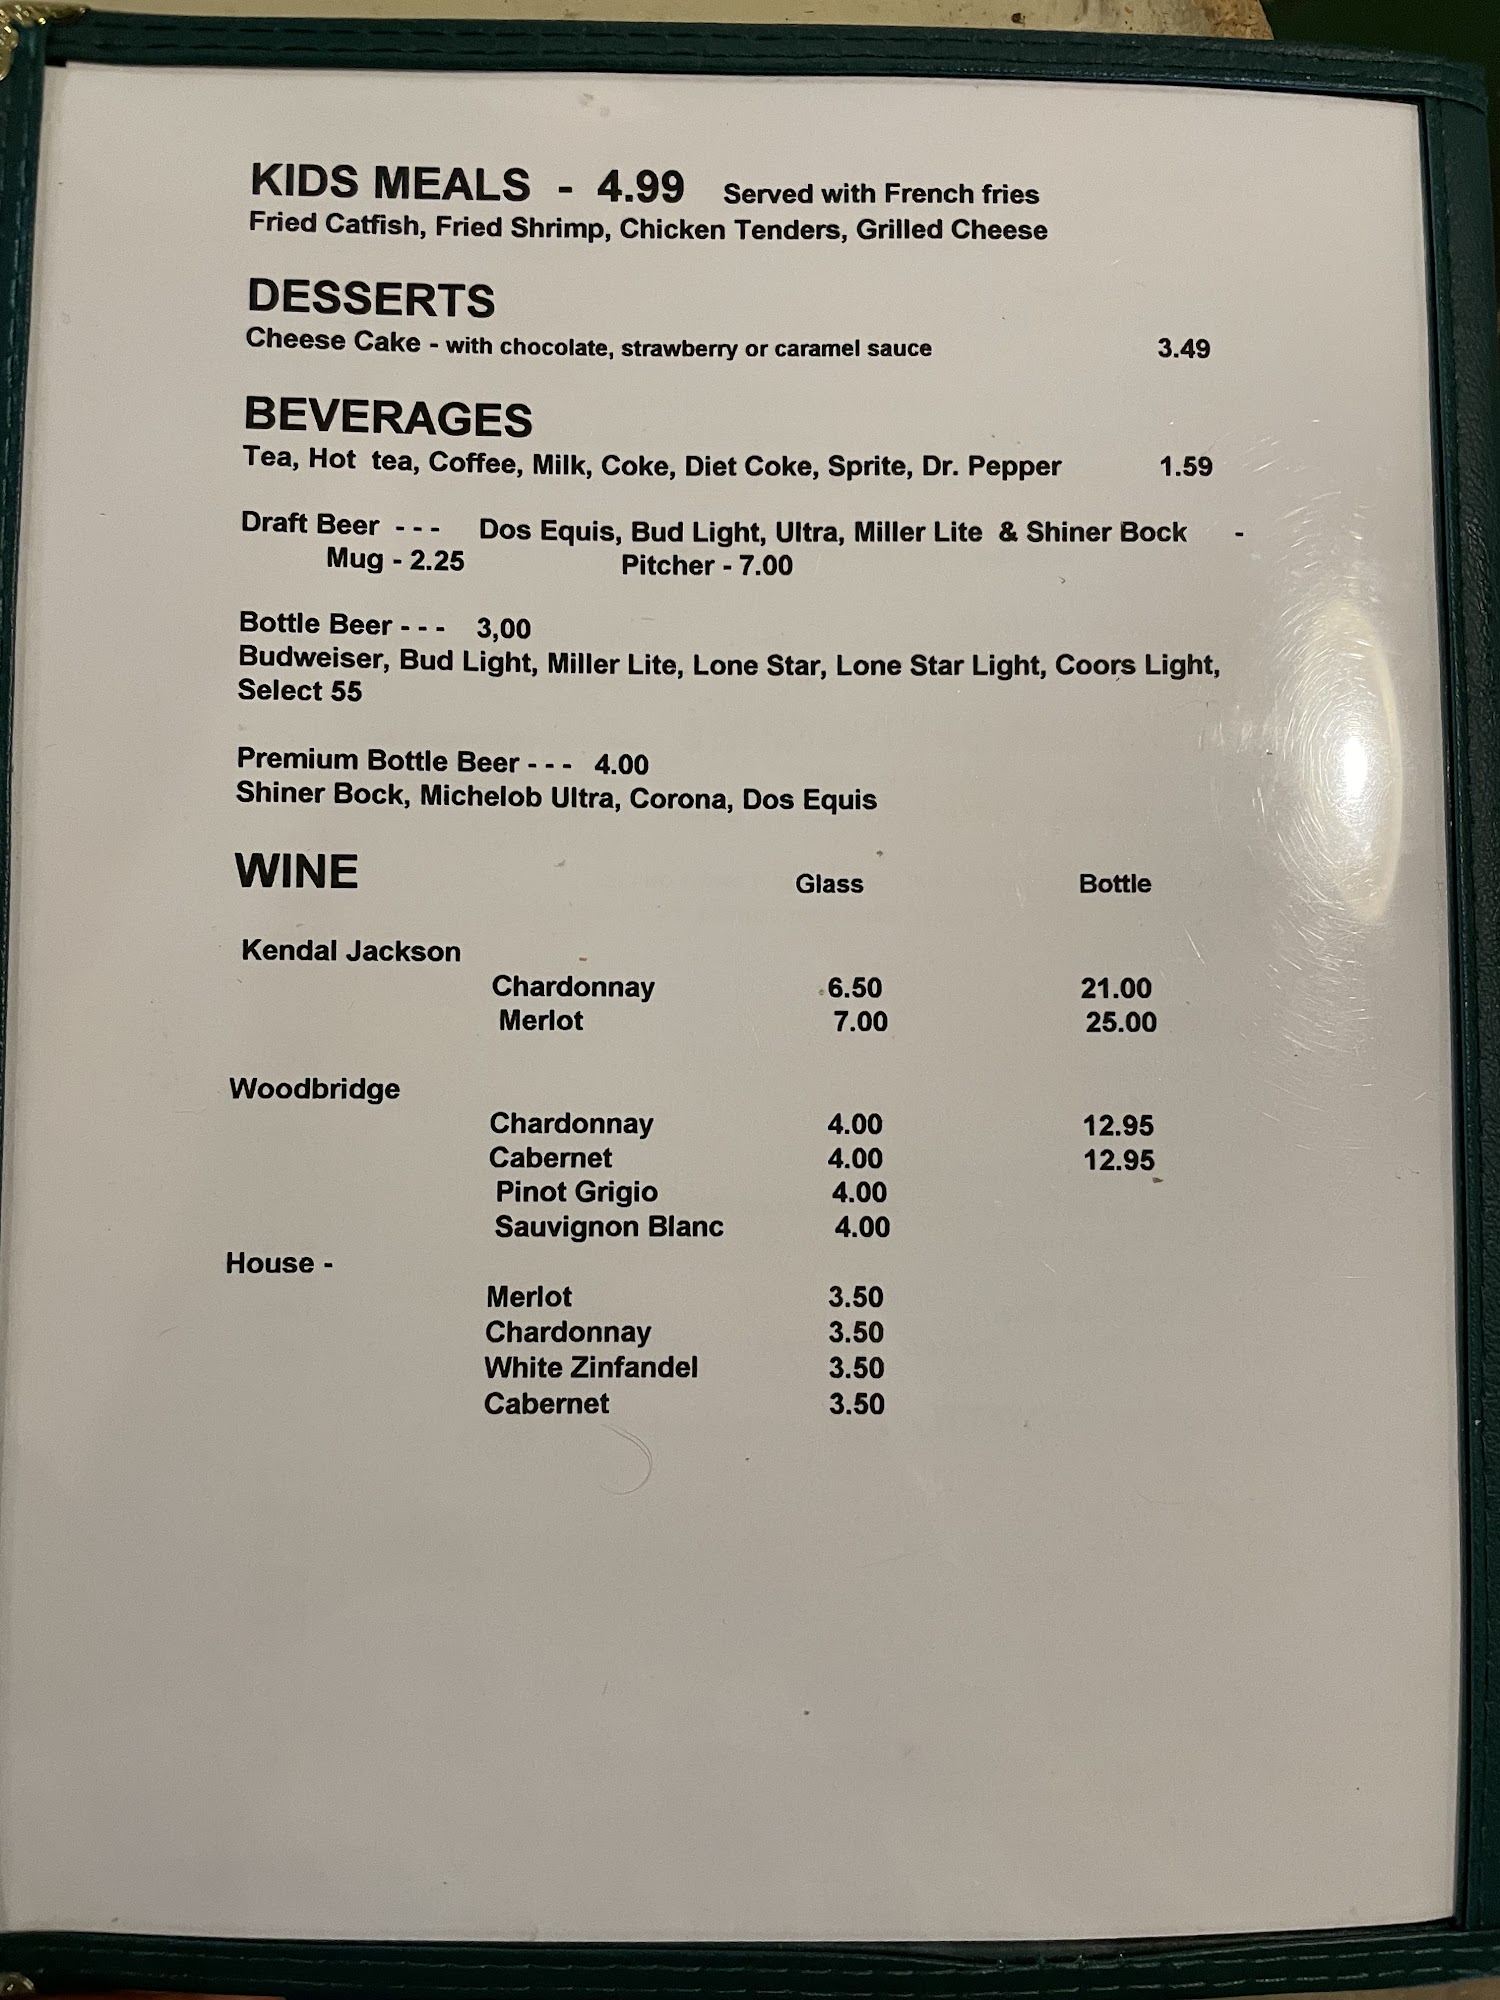 KIDS MEALS - 4.99 Served with French fries
Fried Catfish, Fried Shrimp, Chicken Tenders, Grilled Cheese
DESSERTS
Cheese Cake - with chocolate, strawberry or caramel sauce 3.49
BEVERAGES
Tea, Hot tea, Coffee, Milk, Coke, Diet Coke, Sprite, Dr. Pepper 1.59
Draft Beer - - - Dos Equis, Bud Light, Ultra, Miller Lite & Shiner Bock -
Mug - 2.25 Pitcher - 7.00
Bottle Beer - - - 3,00
Budweiser, Bud Light, Miller Lite, Lone Star, Lone Star Light, Coors Light,
Select 55
Premium Bottle Beer - - - 4.00
Shiner Bock, Michelob Ultra, Corona, Dos Equis
WINE Glass Bottle
Kendal Jackson
Chardonnay 6.50 21.00
Merlot 7.00 25.00
Woodbridge
Chardonnay 4.00 12.95
Cabernet 4.00 12.95
Pinot Grigio 4.00
Sauvignon Blanc 4.00
House -
Merlot 3.50
Chardonnay 3.50
White Zinfandel 3.50
Cabernet 3.50